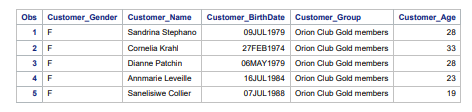 Obs Customer_Gender Customer_Name Customer_BirthDate Customer_Group Customer_Age
1 F Sandrina Stephano 09JUL1979 Orion Club Gold members 28
2 F Cornelia Krahl 27FEB1974 Orion Club Gold members 33
3 F Dianne Patchin 06MAY1979 Orion Club Gold members 28
4 F Annmarie Leveille 16JUL1984 Orion Club Gold members 23
5 F Sanelisiwe Collier 07JUL1988 Orion Club Gold members 19